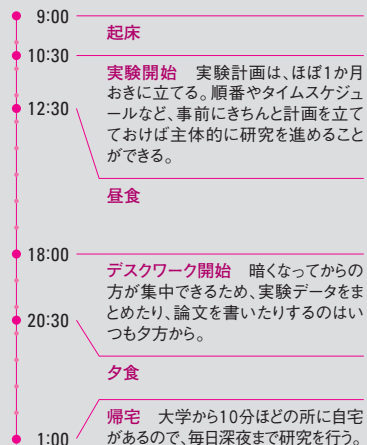 9:00
起床
10:30
実験開始　実験計画は、ほぼ1か月
おきに立てる。順番やタイムスケジュ
ールなど、事前にきちんと計画を立て
ておけば主体的に研究を進めること
ができる。
12:30
昼食
18:00
デスクワーク開始　暗くなってからの
方が集中できるため、実験データをま
とめたり、論文を書いたりするのはい
つも夕方から。
20:30
夕食
1:00
帰宅　大学から10分ほどの所に自宅
があるので、毎日深夜まで研究を行う。